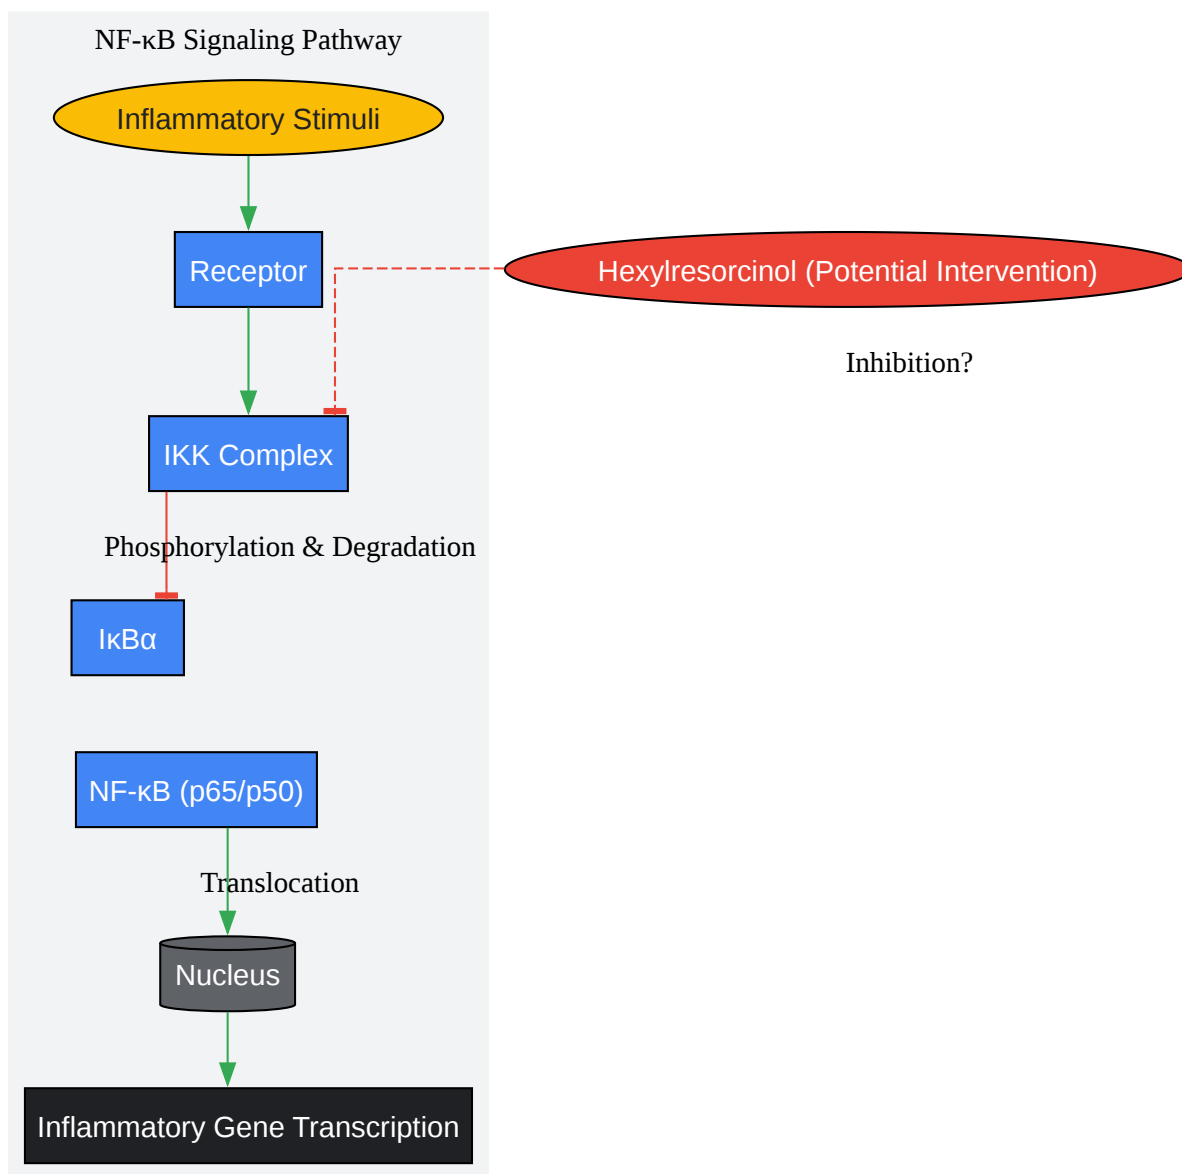 NF-κB Signaling Pathway
Inflammatory Stimuli
Receptor
Hexylresorcinol (Potential Intervention)
Inhibition?
IKK Complex
Phosphorylation & Degradation
IκBα
NF-κB (p65/p50)
Translocation
Nucleus
Inflammatory Gene Transcription